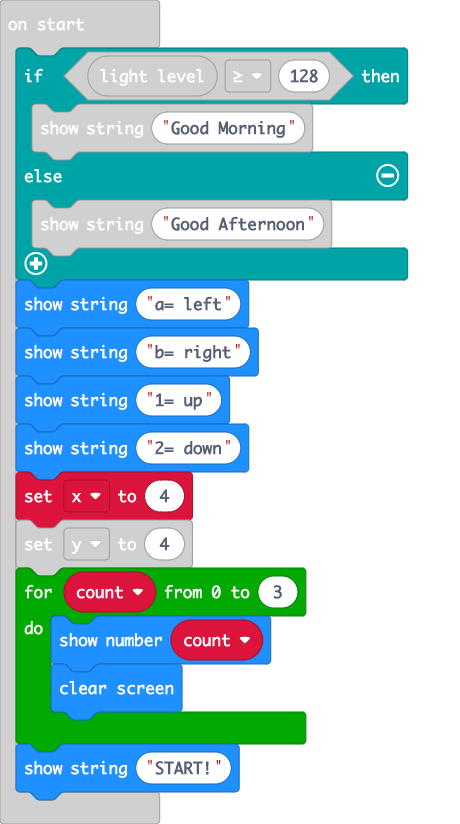 on start
if light level ≥ 128 then
show string "Good Morning"
else
show string "Good Afternoon"
show string "a= left"
show string "b= right"
show string "1= up"
show string "2= down"
set x to 4
set y to 4
for count from 0 to 3
do
show number count
clear screen
show string "START!"